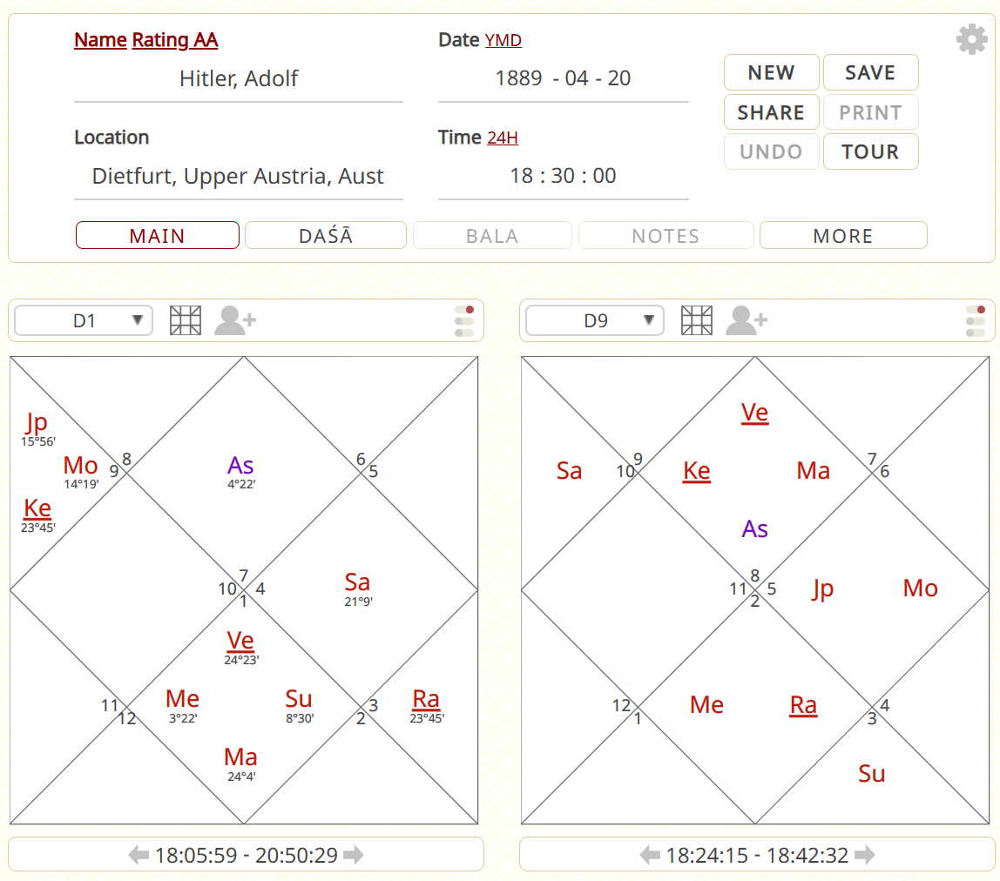 Name Rating AA
Date YMD
Hitler, Adolf
1889 - 04 - 20
NEW
SAVE
SHARE
PRINT
Location
Time 24H
UNDO
TOUR
Dietfurt, Upper Austria, Aust
18 : 30 : 00
MAIN
DAŚĀ
BALA
NOTES
MORE
D1
D9
Jp
15°56'
Mo
14°19'
Ke
23°45'
8
9
As
4°22'
6
5
7
10
4
1
Sa
21°9'
Ve
24°23'
Me
3°22'
Su
8°30'
Ma
24°4'
11
12
3
2
Ra
23°45'
Ve
Sa
9
10
Ke
Ma
7
6
As
8
11
5
2
Jp
Mo
12
1
Me
Ra
4
3
Su
18:05:59 - 20:50:29
18:24:15 - 18:42:32